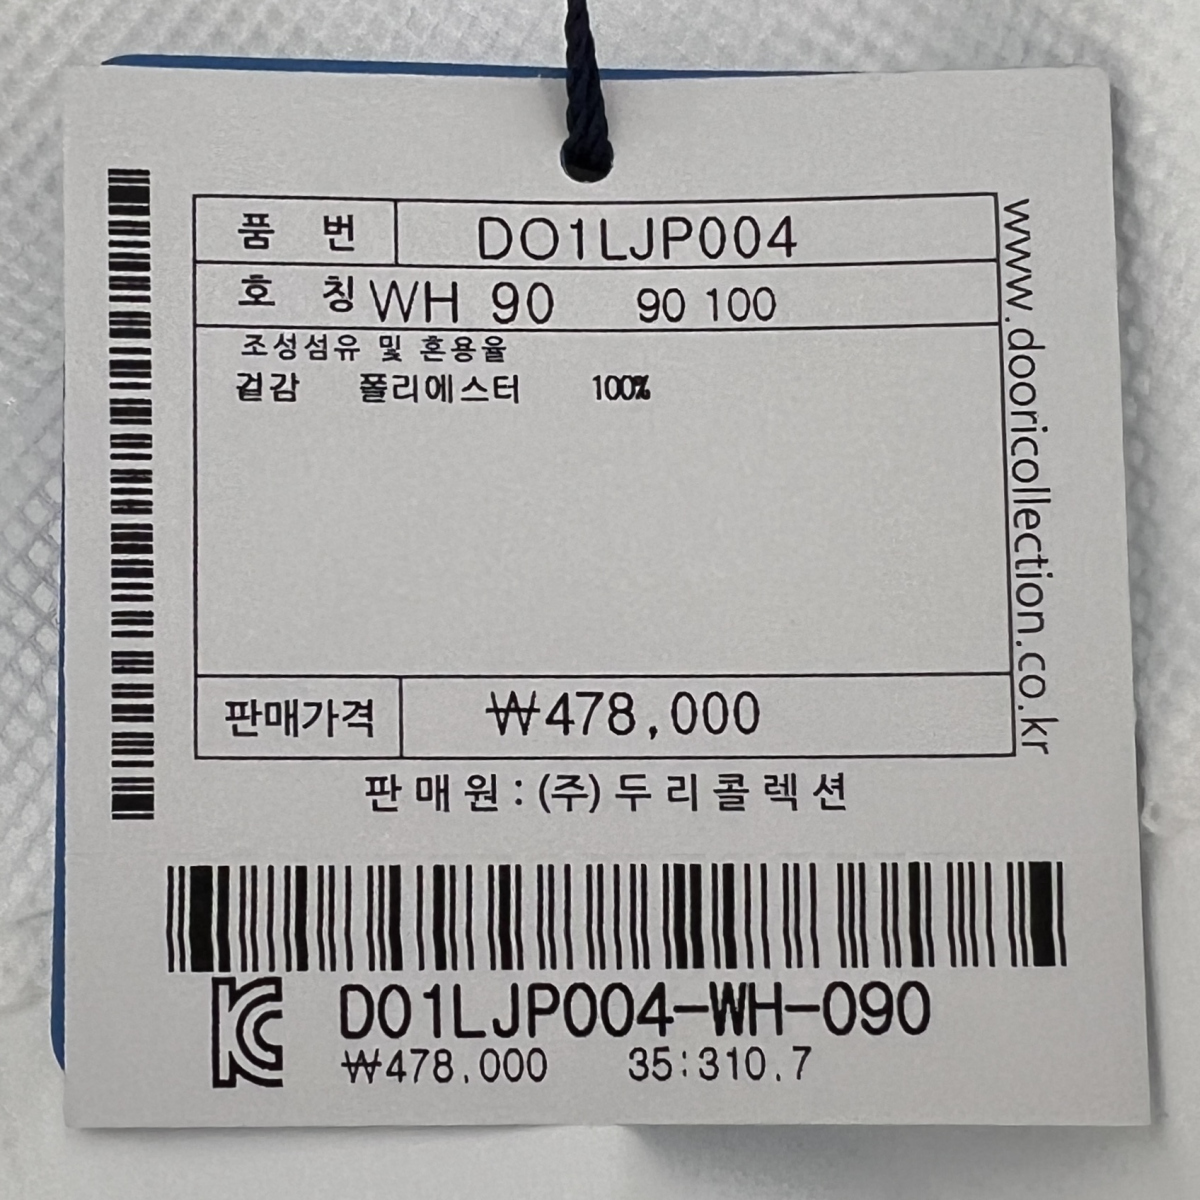 품 번 DO1LJP004
호 칭 WH 90 90 100
조성섬유 및 혼용율
겉감 폴리에스터 100%
판매가격 ₩478,000
판매원 : (주)두리콜렉션
www.dooricollection.co.kr
DO1LJP004-WH-090
₩478,000 35:310.7